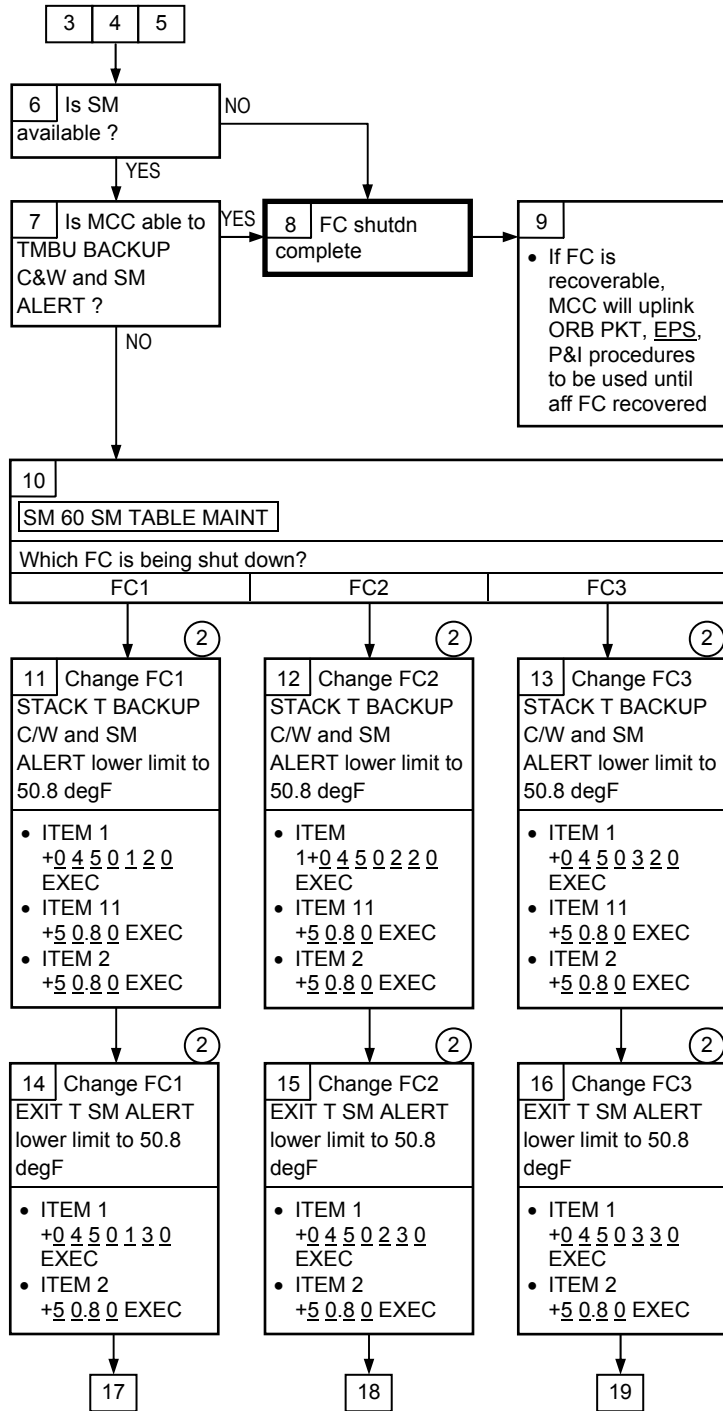 3 4 5
6 Is SM
available ?
NO
YES
7 Is MCC able to
TMBU BACKUP
C&W and SM
ALERT ?
YES
NO
8 FC shutdn
complete
9
• If FC is
recoverable,
MCC will uplink
ORB PKT, EPS,
P&I procedures
to be used until
aff FC recovered
10
SM 60 SM TABLE MAINT
Which FC is being shut down?
FC1 FC2 FC3
2
11 Change FC1
STACK T BACKUP
C/W and SM
ALERT lower limit to
50.8 degF
• ITEM 1
+0 4 5 0 1 2 0
EXEC
• ITEM 11
+5 0.8 0 EXEC
• ITEM 2
+5 0.8 0 EXEC
2
12 Change FC2
STACK T BACKUP
C/W and SM
ALERT lower limit to
50.8 degF
• ITEM
1+0 4 5 0 2 2 0
EXEC
• ITEM 11
+5 0.8 0 EXEC
• ITEM 2
+5 0.8 0 EXEC
2
13 Change FC3
STACK T BACKUP
C/W and SM
ALERT lower limit to
50.8 degF
• ITEM 1
+0 4 5 0 3 2 0
EXEC
• ITEM 11
+5 0.8 0 EXEC
• ITEM 2
+5 0.8 0 EXEC
2
14 Change FC1
EXIT T SM ALERT
lower limit to 50.8
degF
• ITEM 1
+0 4 5 0 1 3 0
EXEC
• ITEM 2
+5 0.8 0 EXEC
2
15 Change FC2
EXIT T SM ALERT
lower limit to 50.8
degF
• ITEM 1
+0 4 5 0 2 3 0
EXEC
• ITEM 2
+5 0.8 0 EXEC
2
16 Change FC3
EXIT T SM ALERT
lower limit to 50.8
degF
• ITEM 1
+0 4 5 0 3 3 0
EXEC
• ITEM 2
+5 0.8 0 EXEC
17 18 19